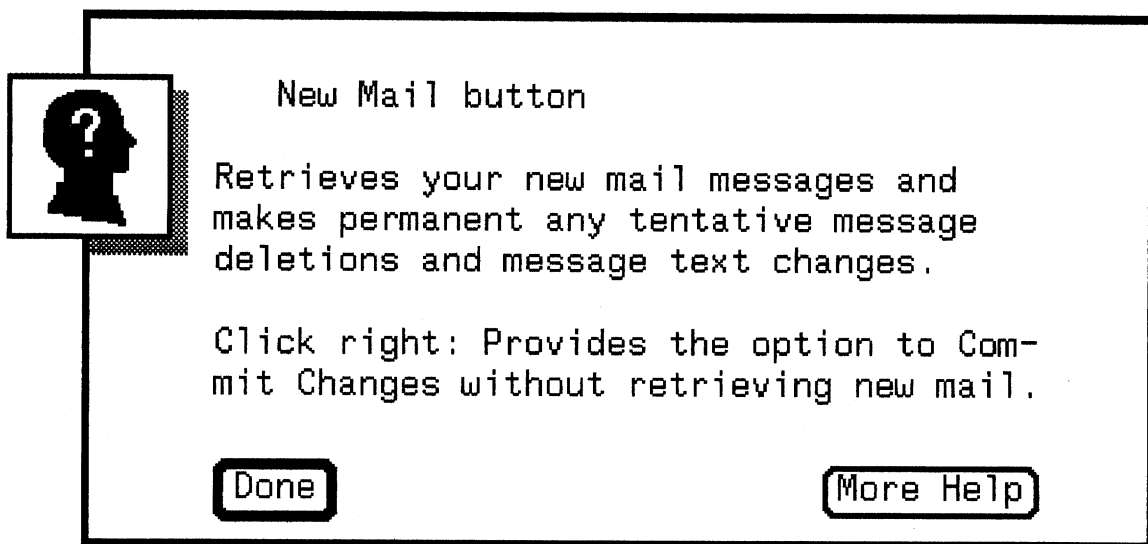 ?
New Mail button
Retrieves your new mail messages and
makes permanent any tentative message
deletions and message text changes.
Click right: Provides the option to Com-
mit Changes without retrieving new mail.
Done
More Help